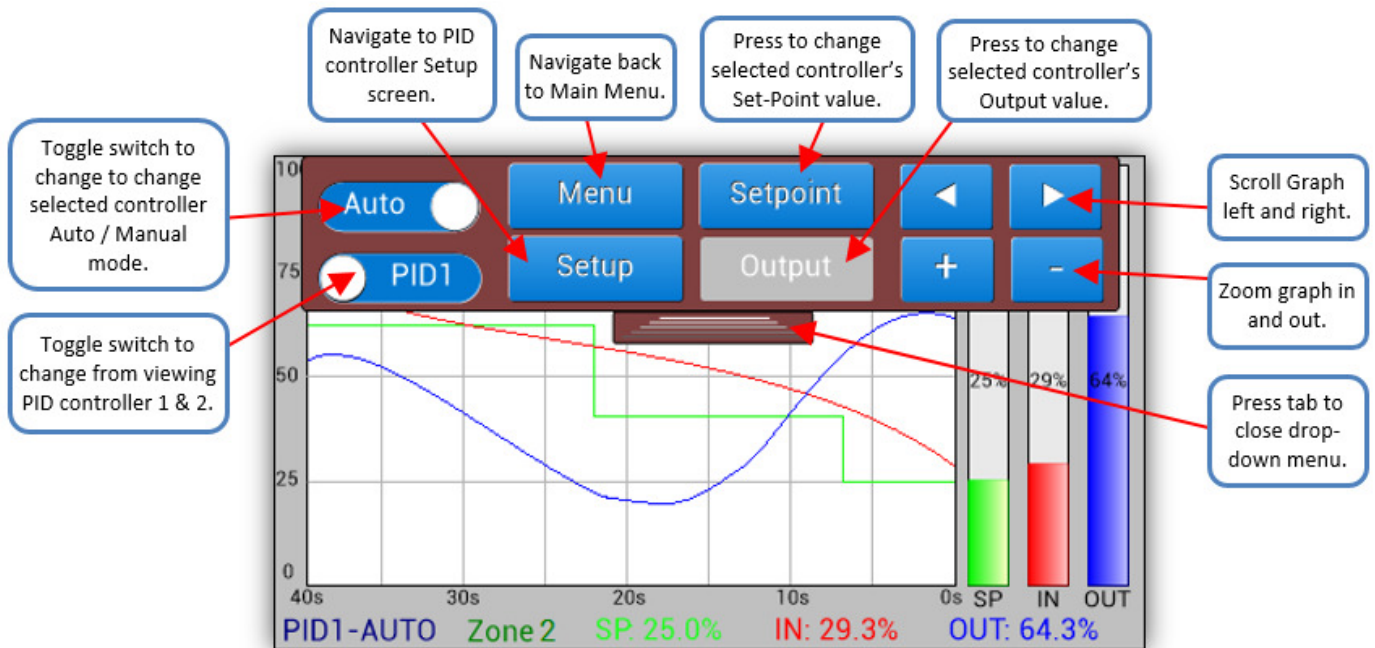 Navigate to PID
controller Setup
screen.
Navigate back
to Main Menu.
Press to change
selected controller's
Set-Point value.
Press to change
selected controller's
Output value.
Toggle switch to
change to change
selected controller
Auto / Manual
mode.
Toggle switch to
change from viewing
PID controller 1 & 2.
Scroll Graph
left and right.
Zoom graph in
and out.
Press tab to
close drop-
down menu.
Auto
Menu
Setpoint
◄
►
PID1
Setup
Output
+
-
10
75
50
25
0
25%
29%
64%
40s
30s
20s
10s
0s
SP
IN
OUT
PID1-AUTO Zone 2 SP: 25.0% IN: 29.3% OUT: 64.3%